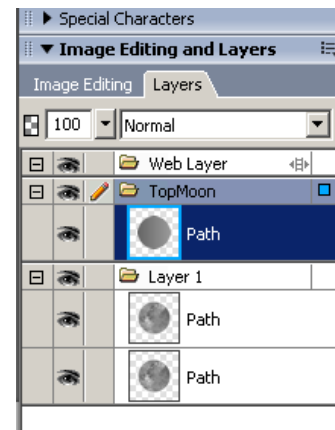 Special Characters
Image Editing and Layers
Image Editing Layers
100 Normal
Web Layer
TopMoon
Path
Layer 1
Path
Path